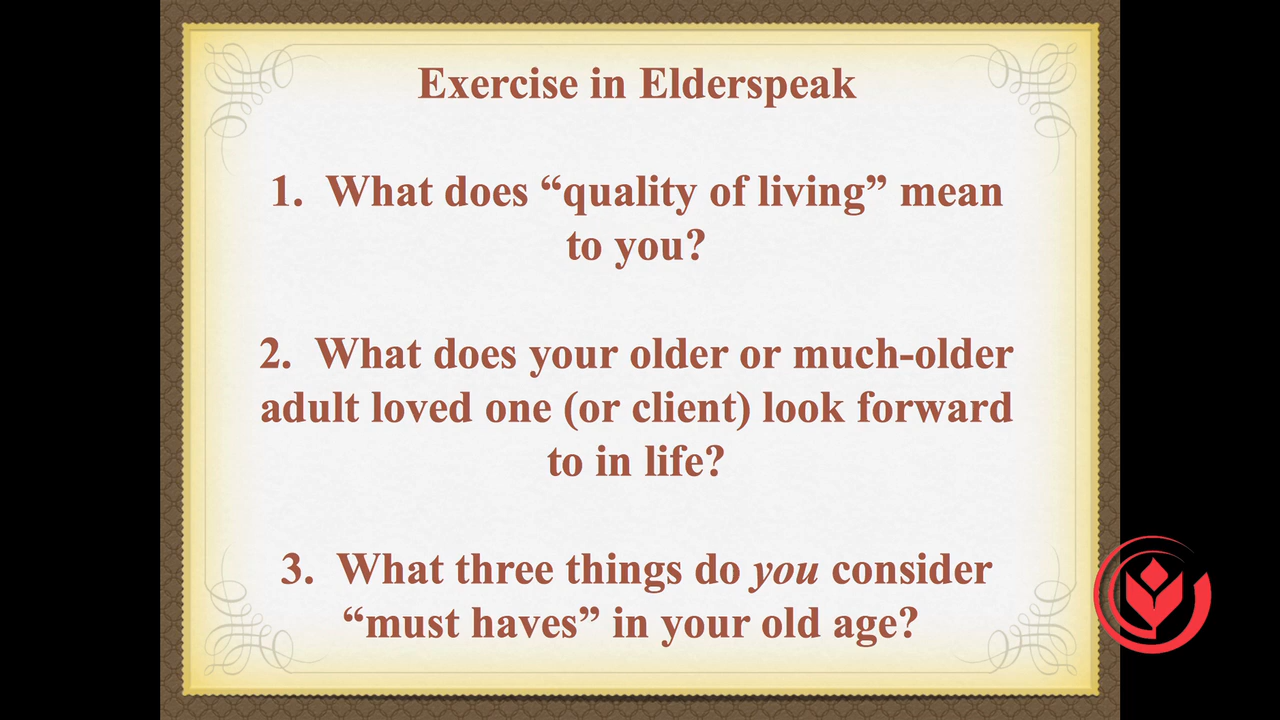 Exercise in Elderspeak
1. What does “quality of living” mean
to you?
2. What does your older or much-older
adult loved one (or client) look forward
to in life?
3. What three things do you consider
“must haves” in your old age?